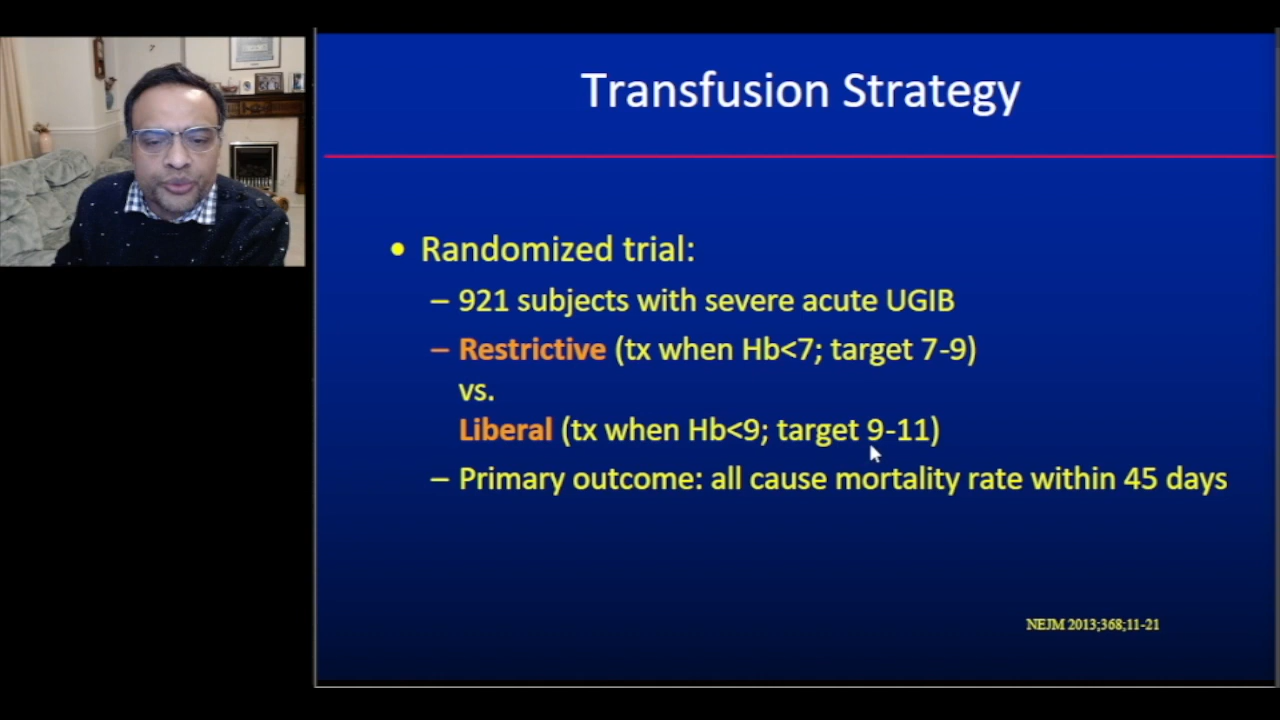 Transfusion Strategy
• Randomized trial:
– 921 subjects with severe acute UGIB
– Restrictive (tx when Hb<7; target 7-9)
vs.
Liberal (tx when Hb<9; target 9-11)
– Primary outcome: all cause mortality rate within 45 days
NEJM 2013;368;11-21